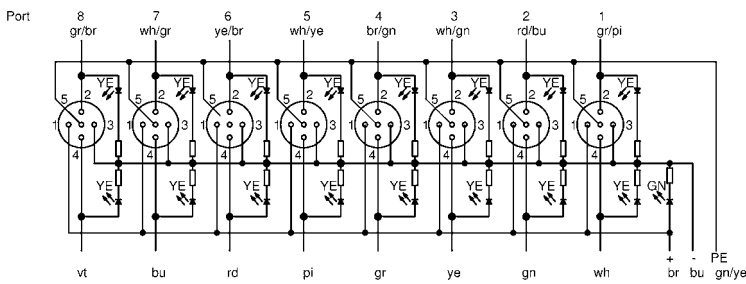 Port 8 7 6 5 4 3 2 1
gr/br wh/gr ye/br wh/ye br/gn wh/gn rd/bu gr/pi
YE YE YE YE YE YE YE YE
5 2 5 2 5 2 5 2 5 2 5 2 5 2 5 2
1 3 1 3 1 3 1 3 1 3 1 3 1 3 1 3
4 4 4 4 4 4 4 4
YE YE YE YE YE YE YE YE GN
+ - PE
vt bu rd pi gr ye gn wh br bu gn/ye